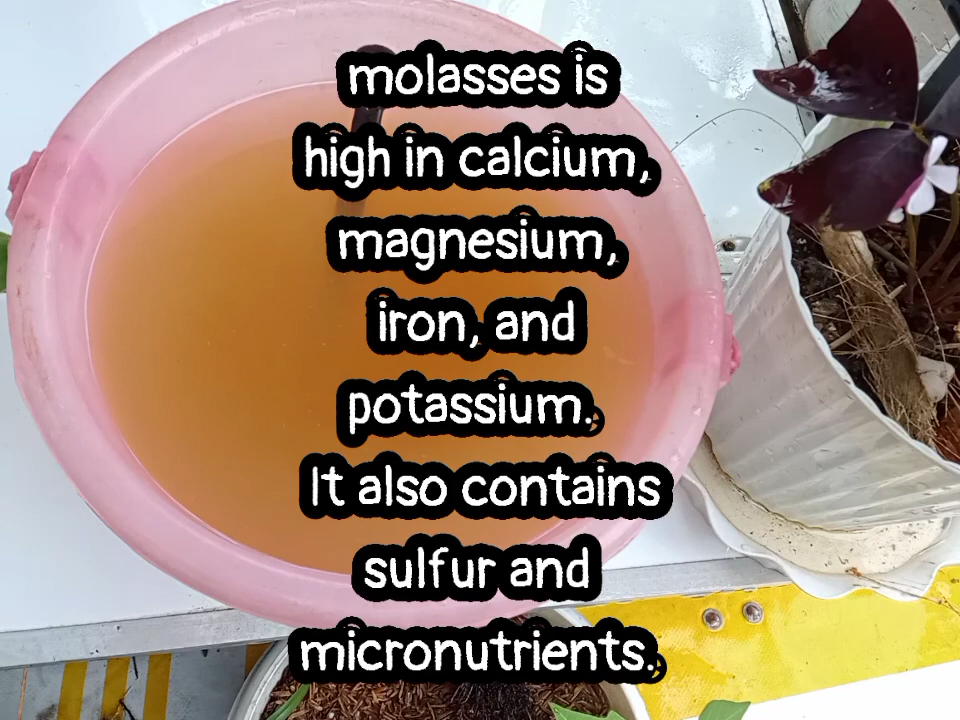 molasses is
high in calcium,
magnesium,
iron, and
potassium.
It also contains
sulfur and
micronutrients.